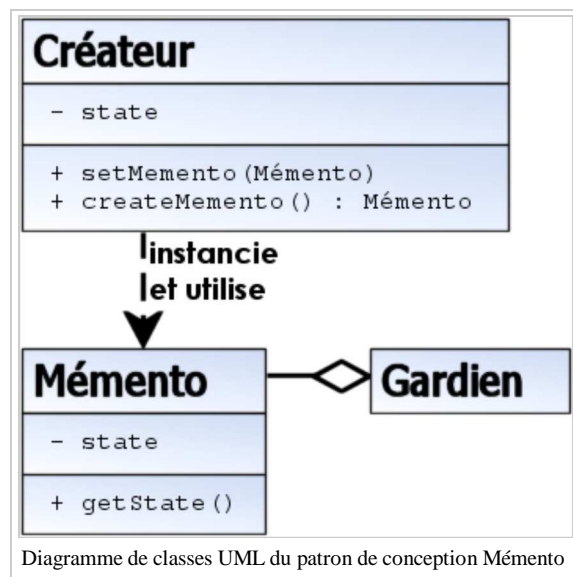 Créateur
- state
+ setMemento(Mémento)
+ createMemento() : Mémento
instancie
et utilise
Mémento
Gardien
- state
+ getState()
Diagramme de classes UML du patron de conception Mémento